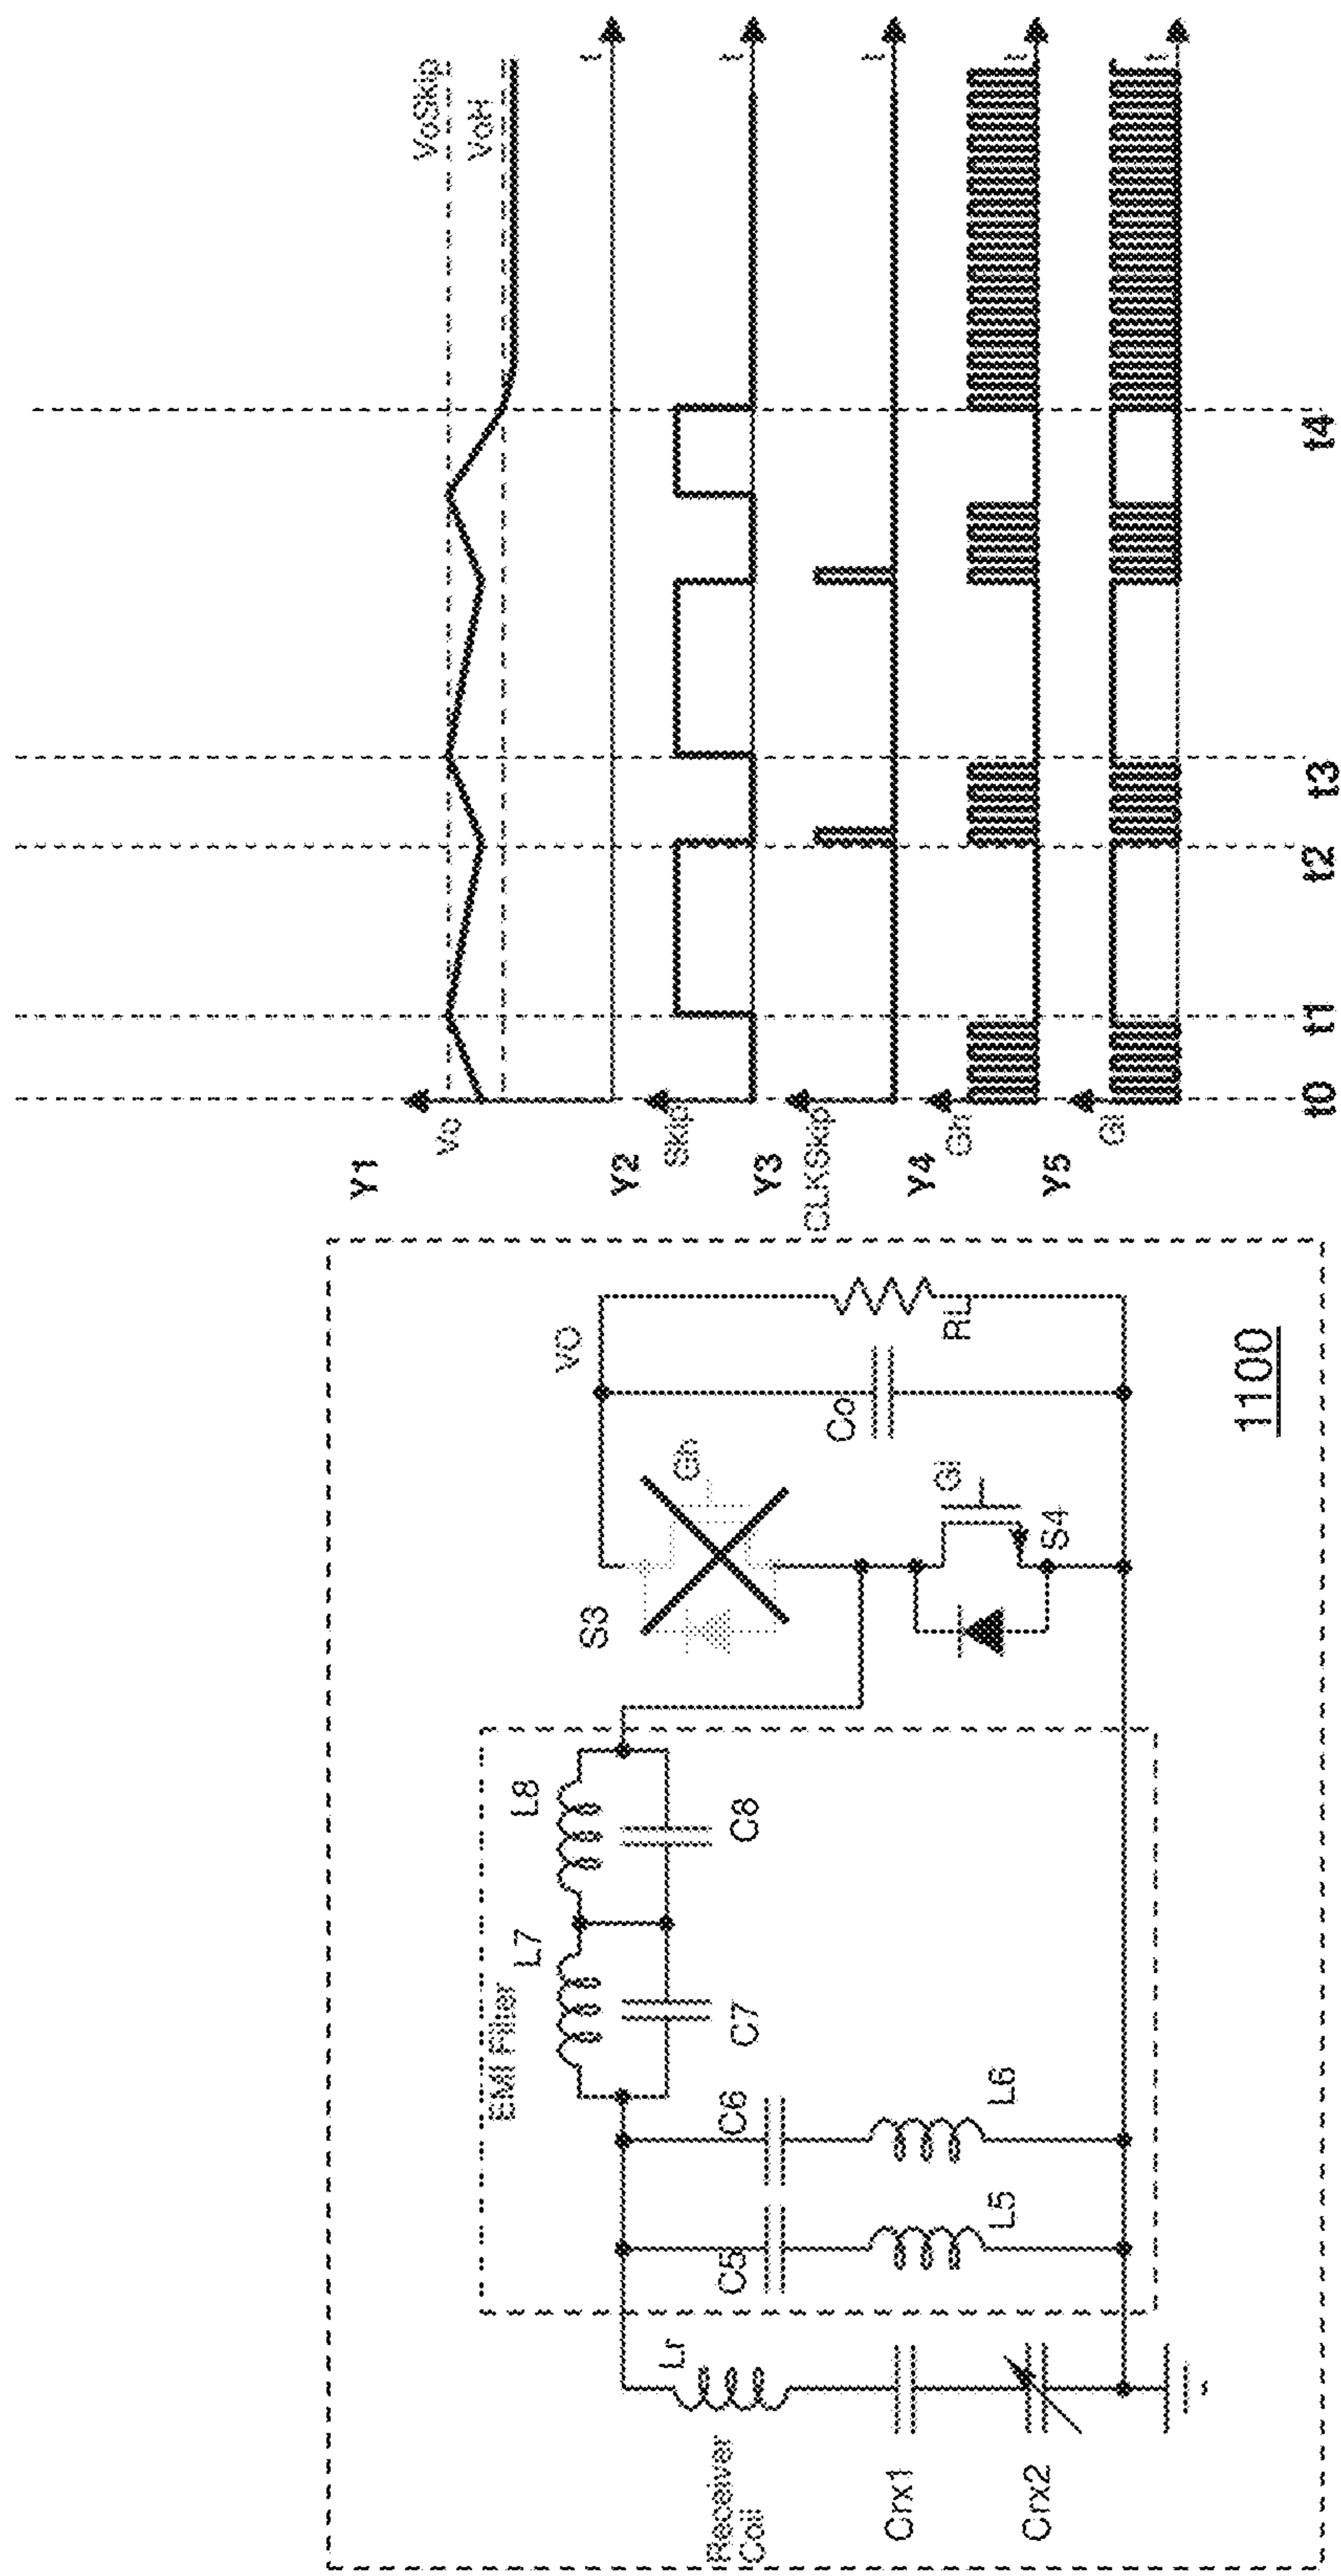 Receiver
Coil
Lr
Crx1
Crx2
EMI Filter
C5
L5
C6
L6
L7
C7
L8
C8
S3
Gh
Gl
S4
VO
Co
RL
1100
Y1
Vo
VoSkip
VoH
t
Y2
Skip
t
Y3
CLKSkip
t
Y4
Gh
t
Y5
Gl
t
t0
t1
t2
t3
t4